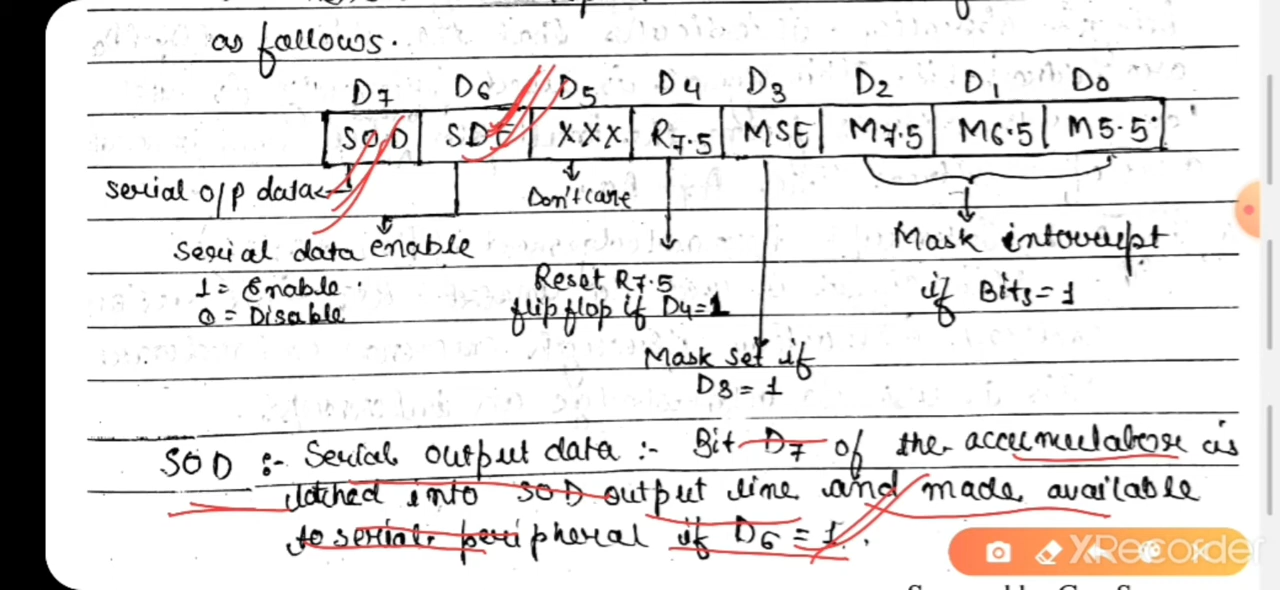 as follows.
D7 D6 D5 D4 D3 D2 D1 D0
SOD SDE XXX R7.5 MSE M7.5 M6.5 M5.5
serial o/p data
Don't care
Serial data enable
1 = Enable
0 = Disable
Reset R7.5
flip flop if D4=1
Mask interrupt
if Bits = 1
Mask set if
D3 = 1
SOD :- Serial output data :- Bit D7 of the accumulator is
latched into SOD output line and made available
to serial peripheral if D6 = 1.
XRecorder